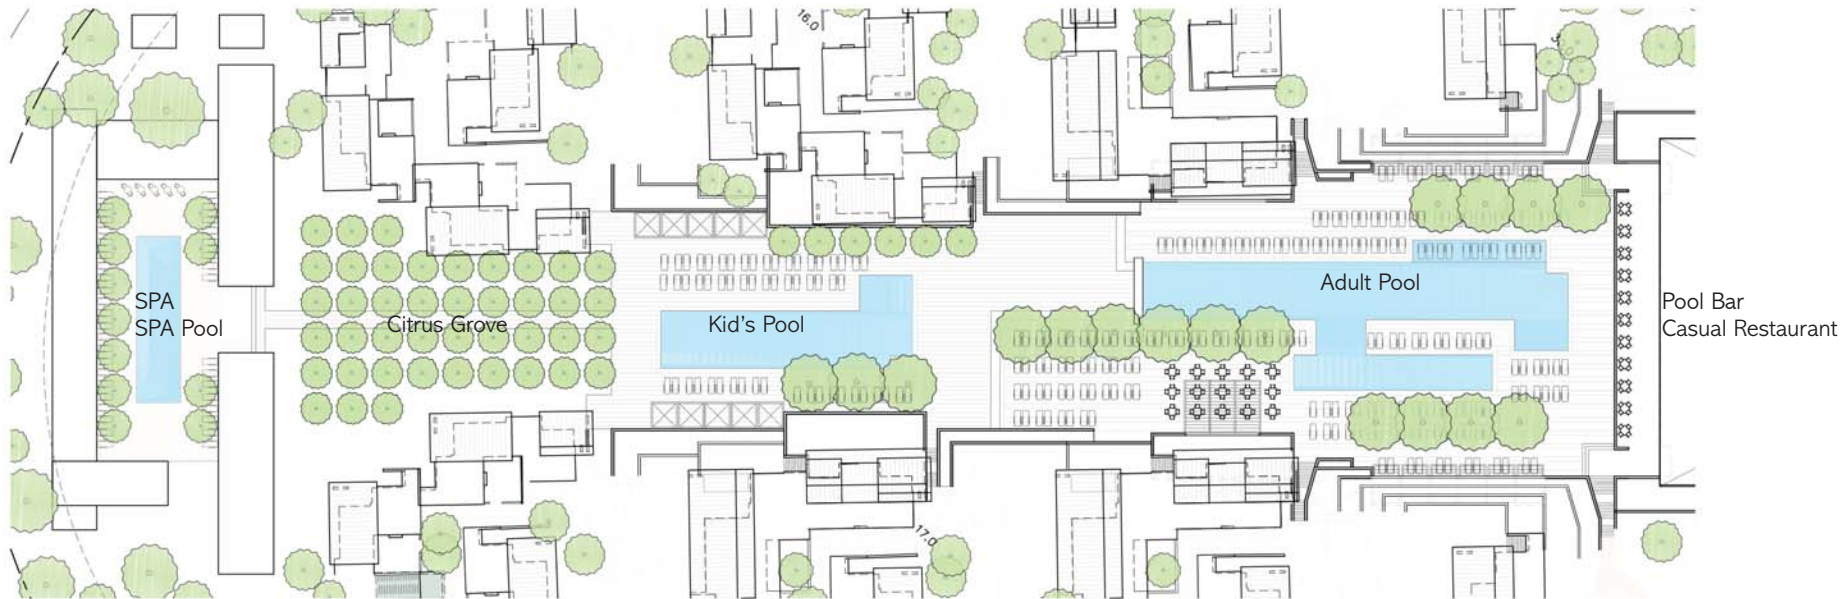 16.0
SPA
SPA Pool
Citrus Grove
Kid's Pool
Adult Pool
Pool Bar
Casual Restaurant
17.0